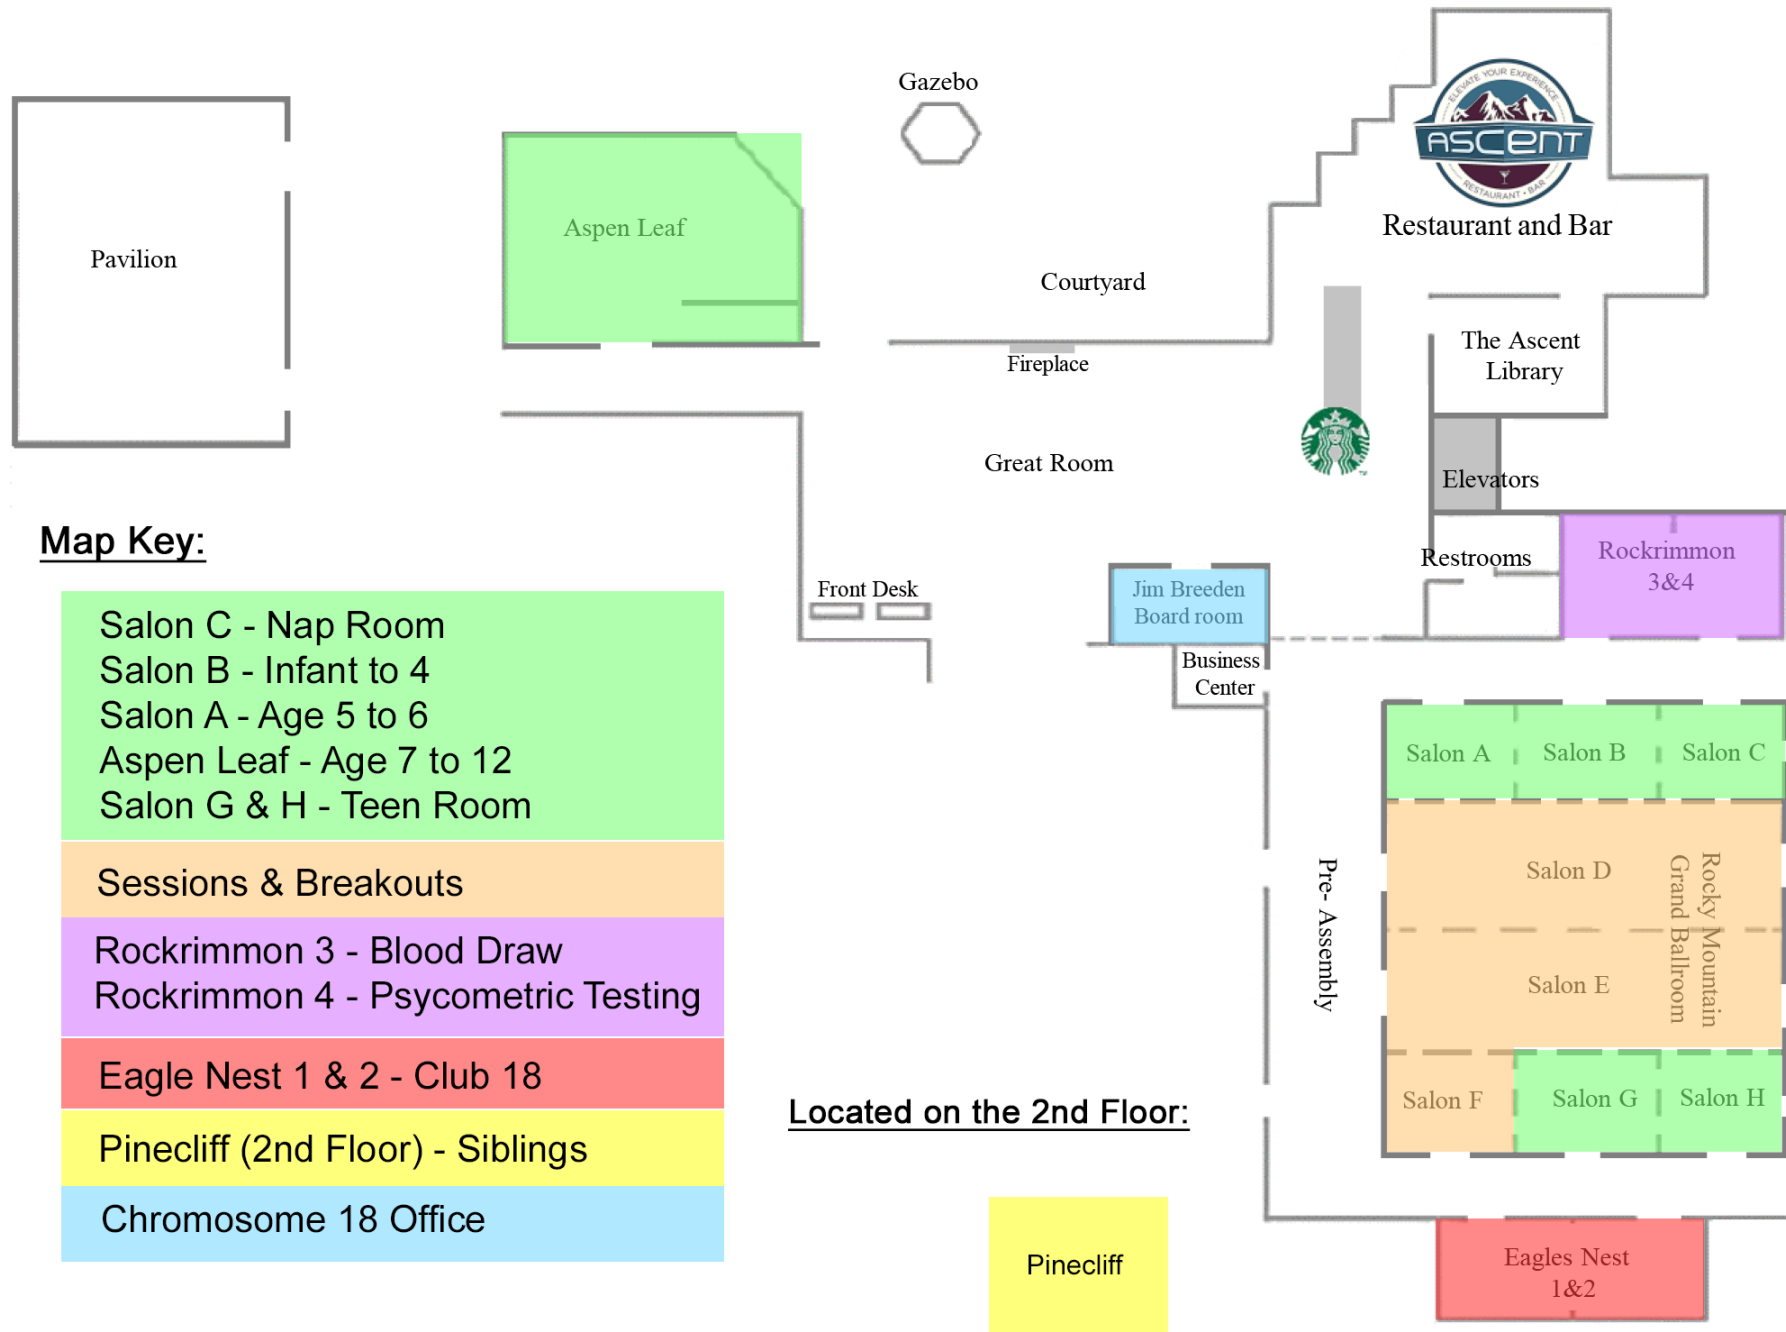 Gazebo
ELEVATE YOUR EXPERIENCE
ASCENT
RESTAURANT • BAR
Restaurant and Bar
Pavilion
Aspen Leaf
Courtyard
Fireplace
The Ascent
Library
Great Room
Elevators
Restrooms
Rockrimmon
3&4
Front Desk
Jim Breeden
Board room
Business
Center
Map Key:
Salon C - Nap Room
Salon B - Infant to 4
Salon A - Age 5 to 6
Aspen Leaf - Age 7 to 12
Salon G & H - Teen Room
Sessions & Breakouts
Rockrimmon 3 - Blood Draw
Rockrimmon 4 - Psycometric Testing
Eagle Nest 1 & 2 - Club 18
Pinecliff (2nd Floor) - Siblings
Chromosome 18 Office
Salon A
Salon B
Salon C
Pre- Assembly
Salon D
Rocky Mountain
Grand Ballroom
Salon E
Salon F
Salon G
Salon H
Located on the 2nd Floor:
Pinecliff
Eagles Nest
1&2